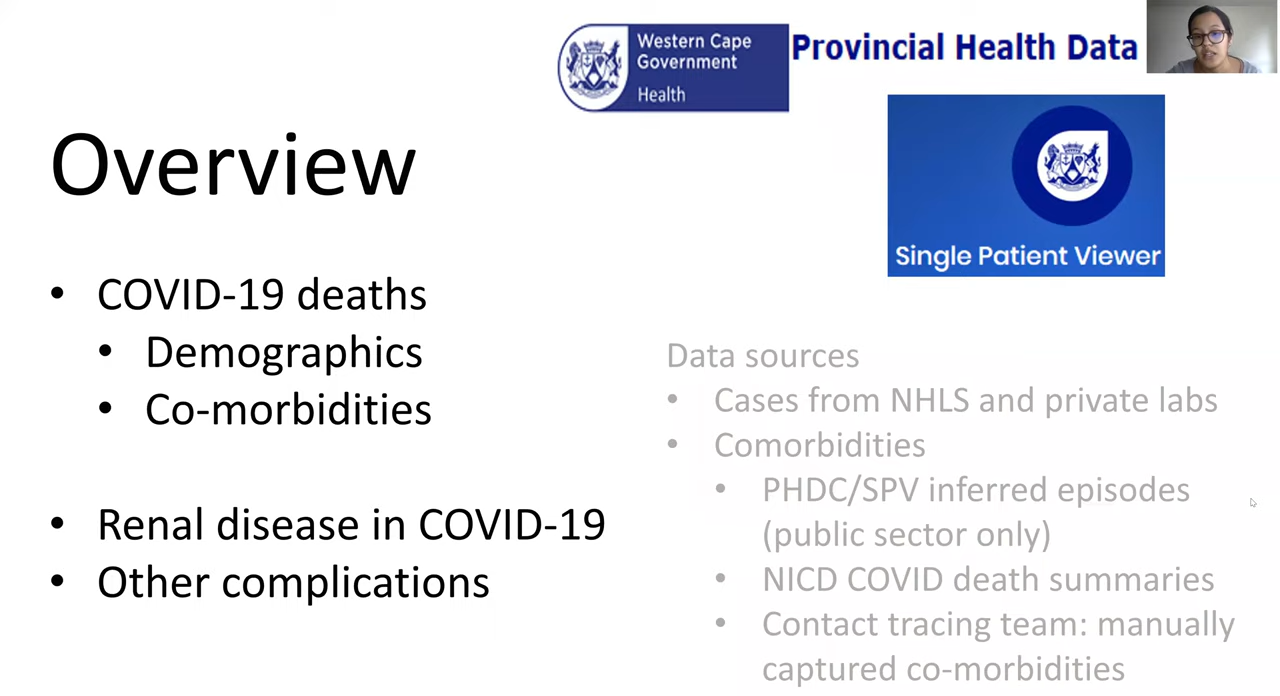 Western Cape
Government
Health
Provincial Health Data
Single Patient Viewer
Overview
• COVID-19 deaths
• Demographics
• Co-morbidities
• Renal disease in COVID-19
• Other complications
Data sources
• Cases from NHLS and private labs
• Comorbidities
• PHDC/SPV inferred episodes
(public sector only)
• NICD COVID death summaries
• Contact tracing team: manually
captured co-morbidities